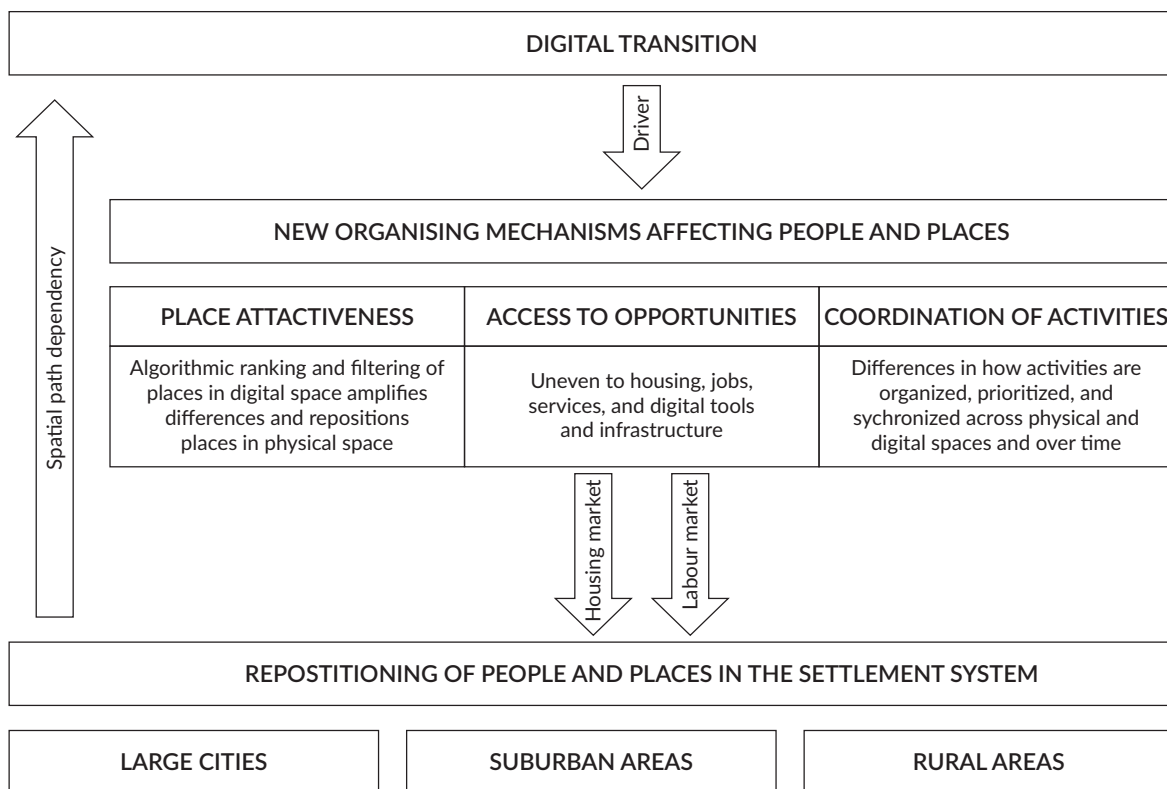 DIGITAL TRANSITION
Driver
Spatial path dependency
NEW ORGANISING MECHANISMS AFFECTING PEOPLE AND PLACES
PLACE ATTACTIVENESS
Algorithmic ranking and filtering of
places in digital space amplifies
differences and repositions
places in physical space
ACCESS TO OPPORTUNITIES
Uneven to housing, jobs,
services, and digital tools
and infrastructure
COORDINATION OF ACTIVITIES
Differences in how activities are
organized, prioritized, and
sychronized across physical and
digital spaces and over time
Housing market
Labour market
REPOSTITIONING OF PEOPLE AND PLACES IN THE SETTLEMENT SYSTEM
LARGE CITIES
SUBURBAN AREAS
RURAL AREAS